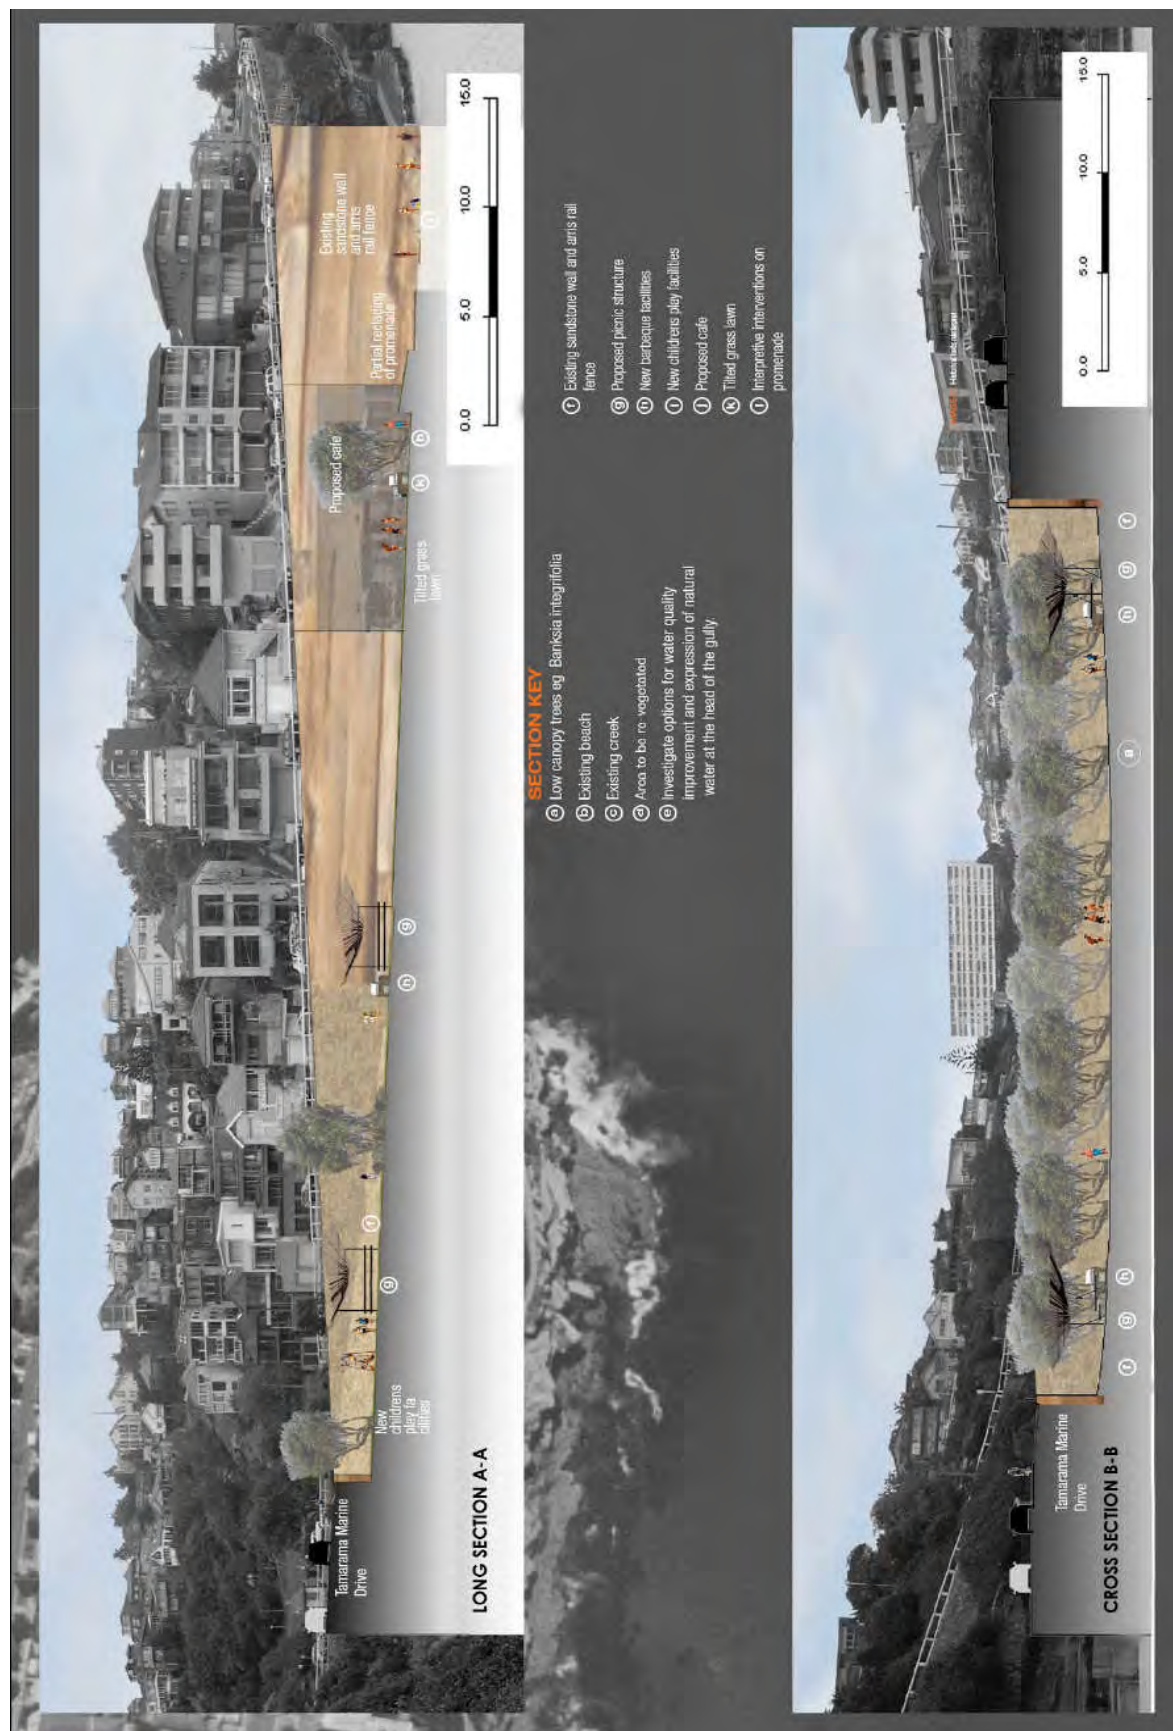 Existing
sandstone wall
and arris
rail fence
Partial recladding
of promenade
Proposed cafe
Tilted grass
lawn
New
childrens
play fa
cilities
Tamarama Marine
Drive
l
h
k
g
h
f
g
0.0 5.0 10.0 15.0
LONG SECTION A-A
SECTION KEY
a Low canopy trees eg Banksia integrifolia
b Existing beach
c Existing creek
d Area to be re-vegetated
e Investigate options for water quality
improvement and expression of natural
water at the head of the gully.
f Existing sandstone wall and arris rail
fence
g Proposed picnic structure
h New barbeque facilities
i New childrens play facilities
j Proposed cafe
k Tilted grass lawn
l Interpretive interventions on
promenade
Tamarama Marine
Drive
f g h a h g f
0.0 5.0 10.0 15.0
CROSS SECTION B-B